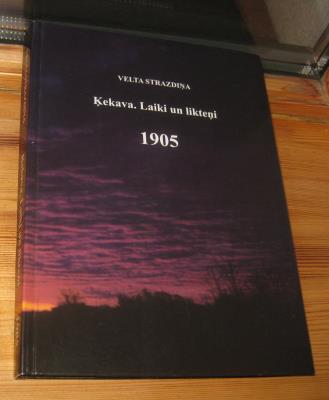 VELTA STRAZDIŅA
Ķekava. Laiki un likteņi
1905